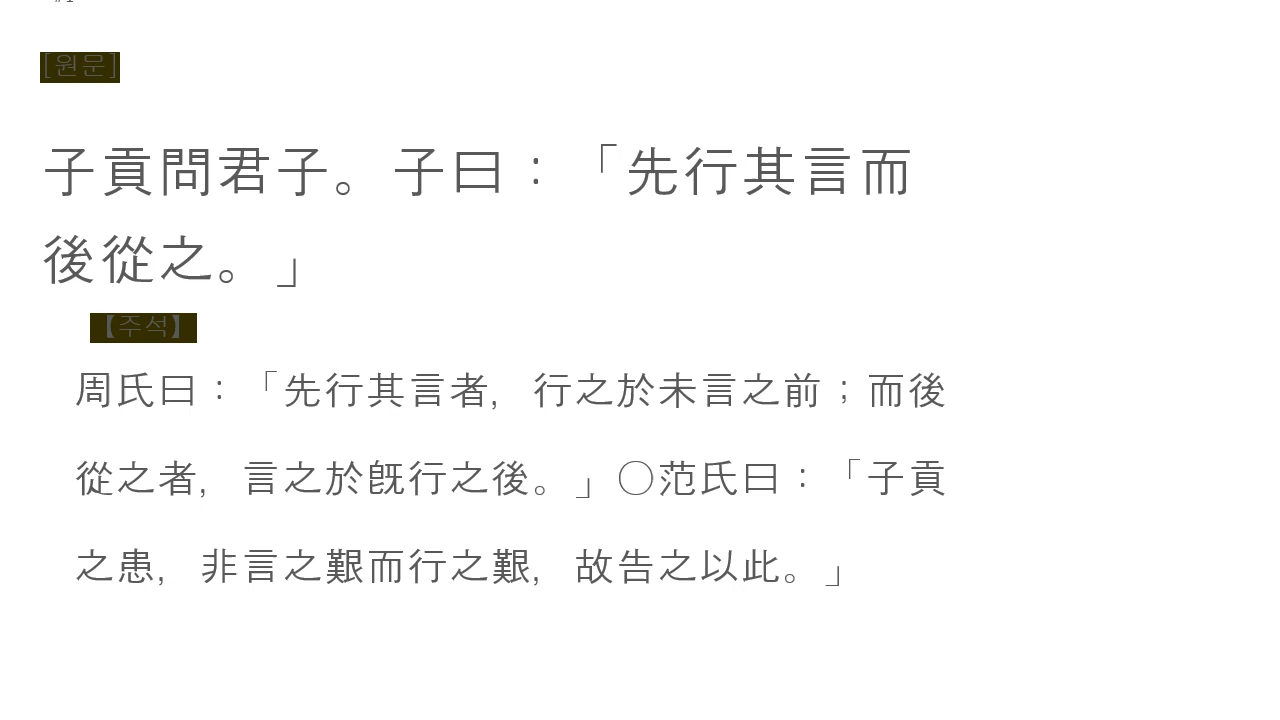 [원문]
子貢問君子。子曰：「先行其言而
後從之。」
【주석】
周氏曰：「先行其言者，行之於未言之前；而後
從之者，言之於旣行之後。」○范氏曰：「子貢
之患，非言之艱而行之艱，故告之以此。」